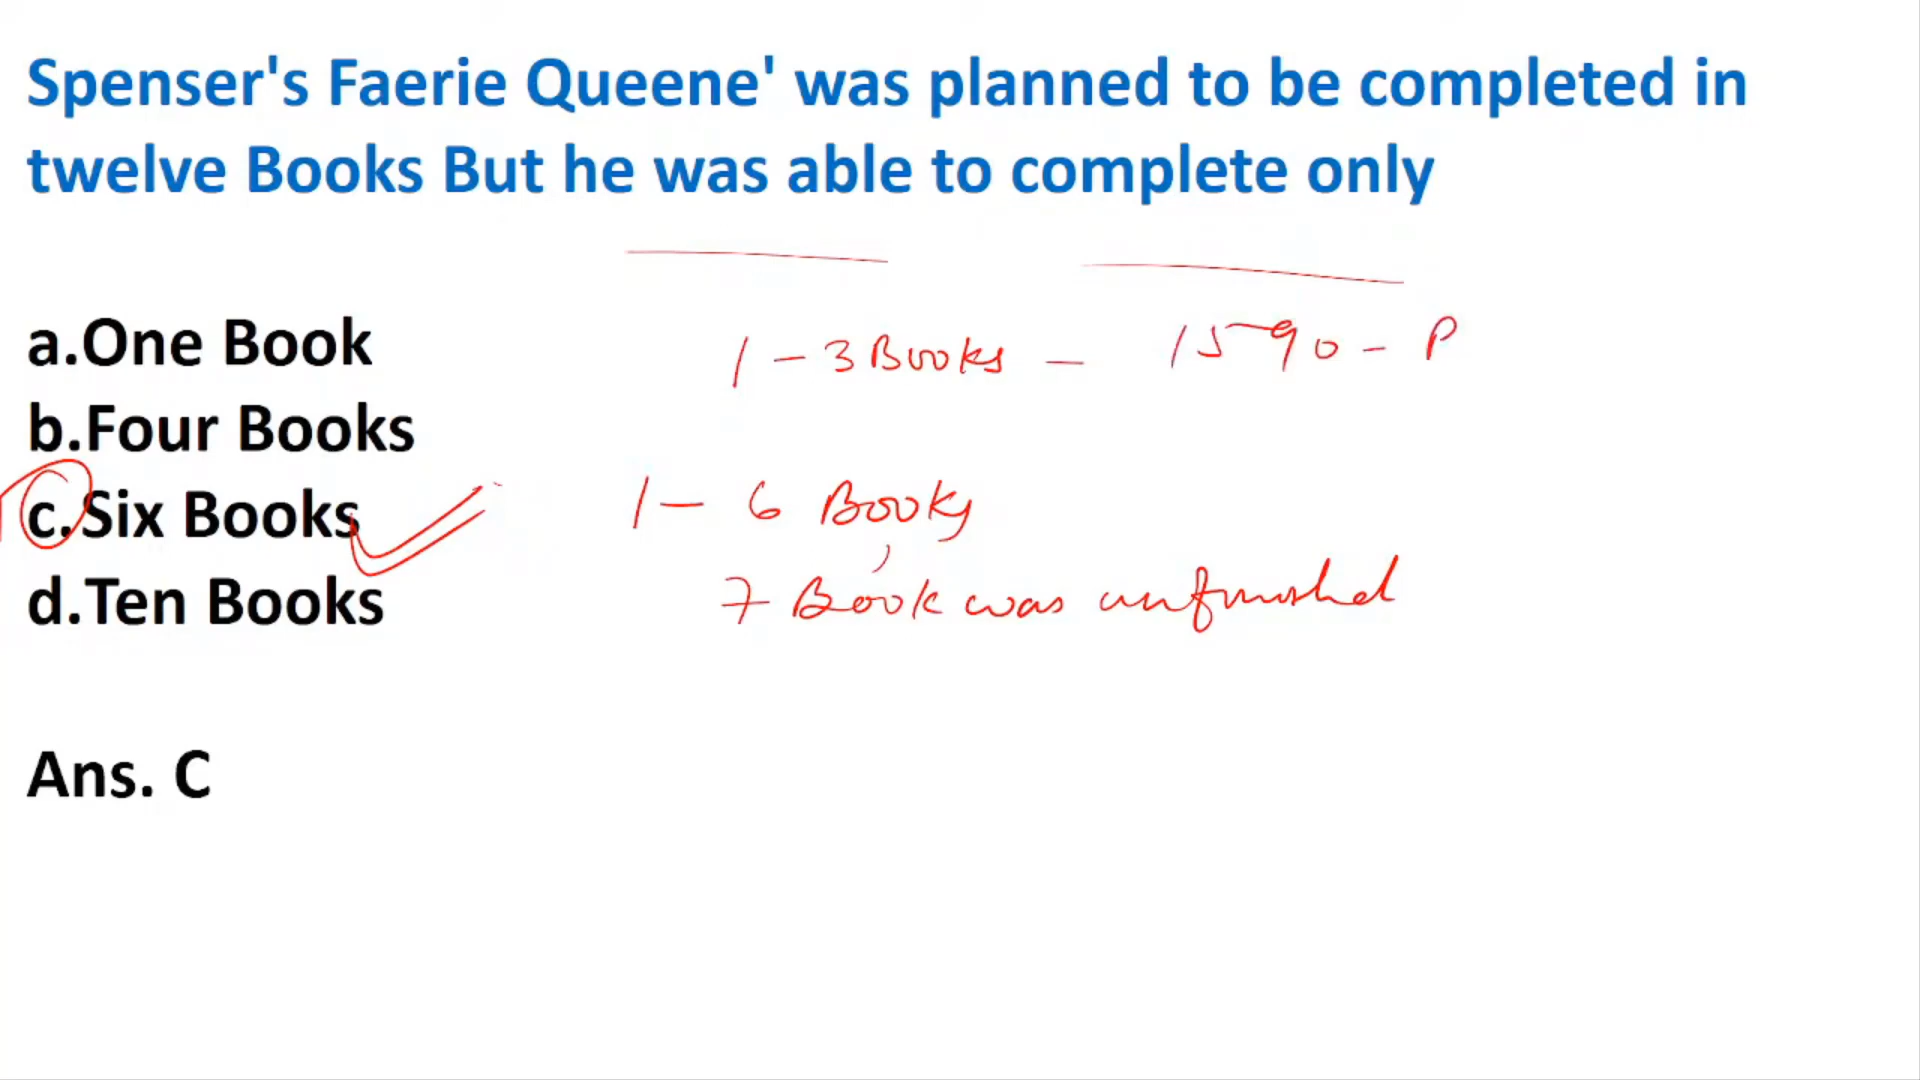 Spenser's Faerie Queene' was planned to be completed in
twelve Books But he was able to complete only
a.One Book
1 - 3 Books - 1590 - P
b.Four Books
c.Six Books
1 - 6 Books
d.Ten Books
7 Book was unfinished
Ans. C